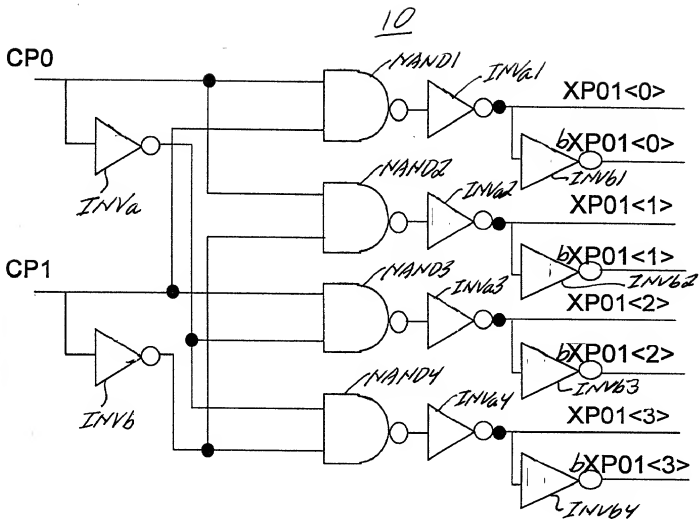 10
CP0
NAND1
INVa1
XP01<0>
bXP01<0>
INVb1
INVa
NAND2
INVa2
XP01<1>
bXP01<1>
INVb2
CP1
NAND3
INVa3
XP01<2>
bXP01<2>
INVb3
INVb
NAND4
INVa4
XP01<3>
bXP01<3>
INVb4